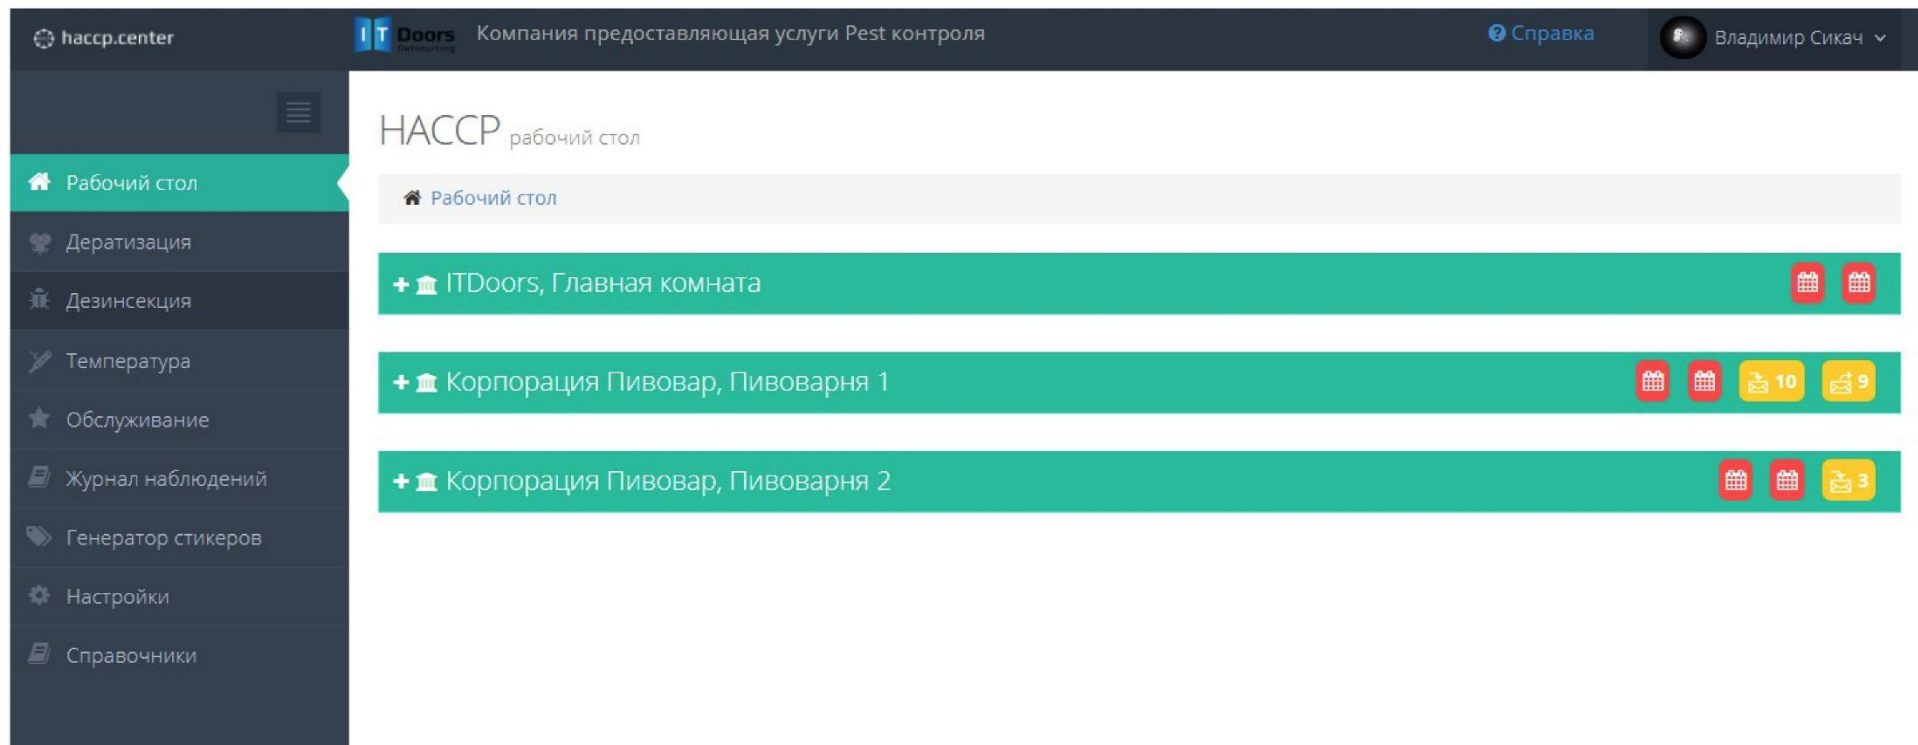 haccp.center
IT Doors Компания предоставляющая услуги Pest контроля
Outsourcing
Справка
Владимир Сикач
HACCP рабочий стол
Рабочий стол
Рабочий стол
Дератизация
Дезинсекция
Температура
Обслуживание
Журнал наблюдений
Генератор стикеров
Настройки
Справочники
ITDoors, Главная комната
Корпорация Пивовар, Пивоварня 1
10
9
Корпорация Пивовар, Пивоварня 2
3